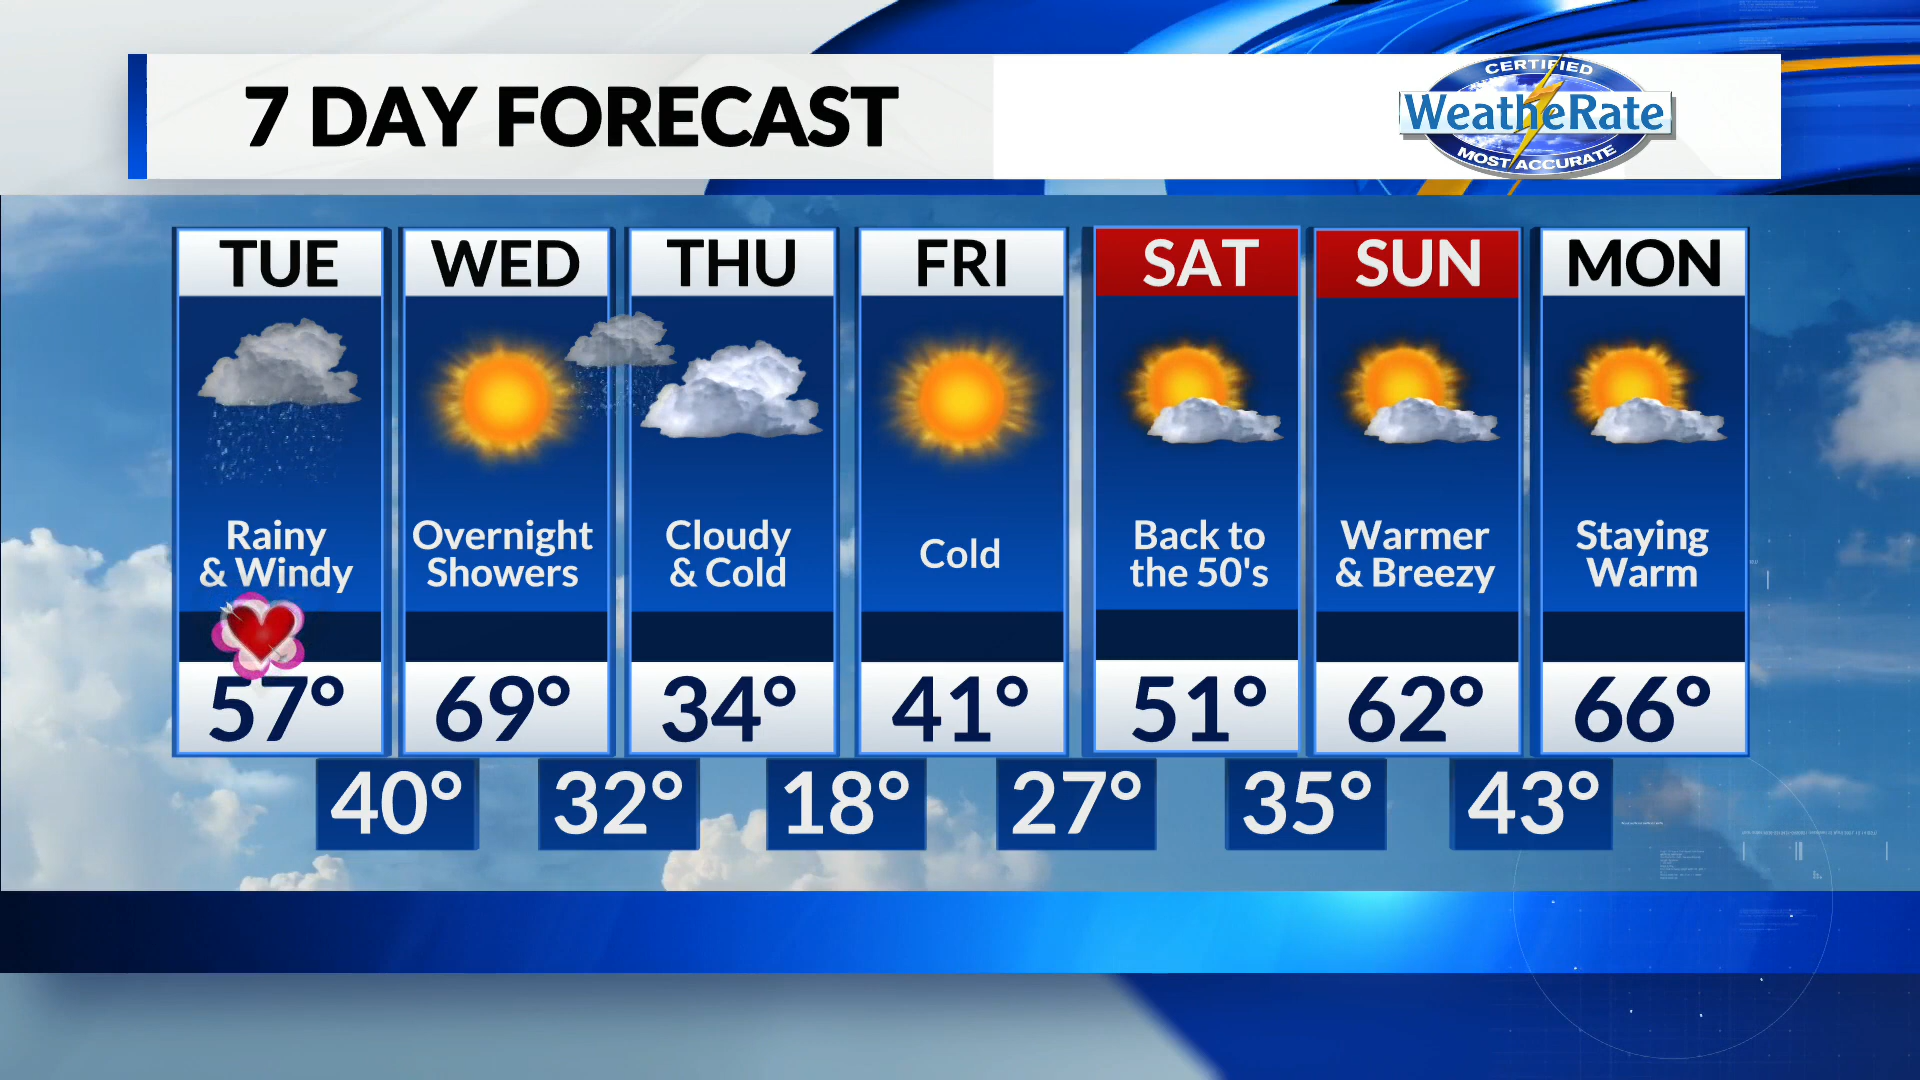 7 DAY FORECAST
CERTIFIED
WeatheRate
MOST ACCURATE
TUE
WED
THU
FRI
SAT
SUN
MON
Rainy
& Windy
Overnight
Showers
Cloudy
& Cold
Cold
Back to
the 50's
Warmer
& Breezy
Staying
Warm
57°
69°
34°
41°
51°
62°
66°
40°
32°
18°
27°
35°
43°